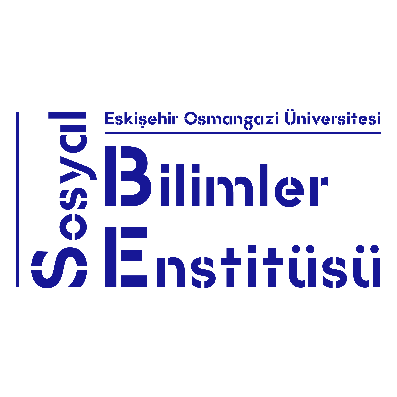 Eskişehir Osmangazi Üniversitesi
Sosyal
Bilimler
Enstitüsü